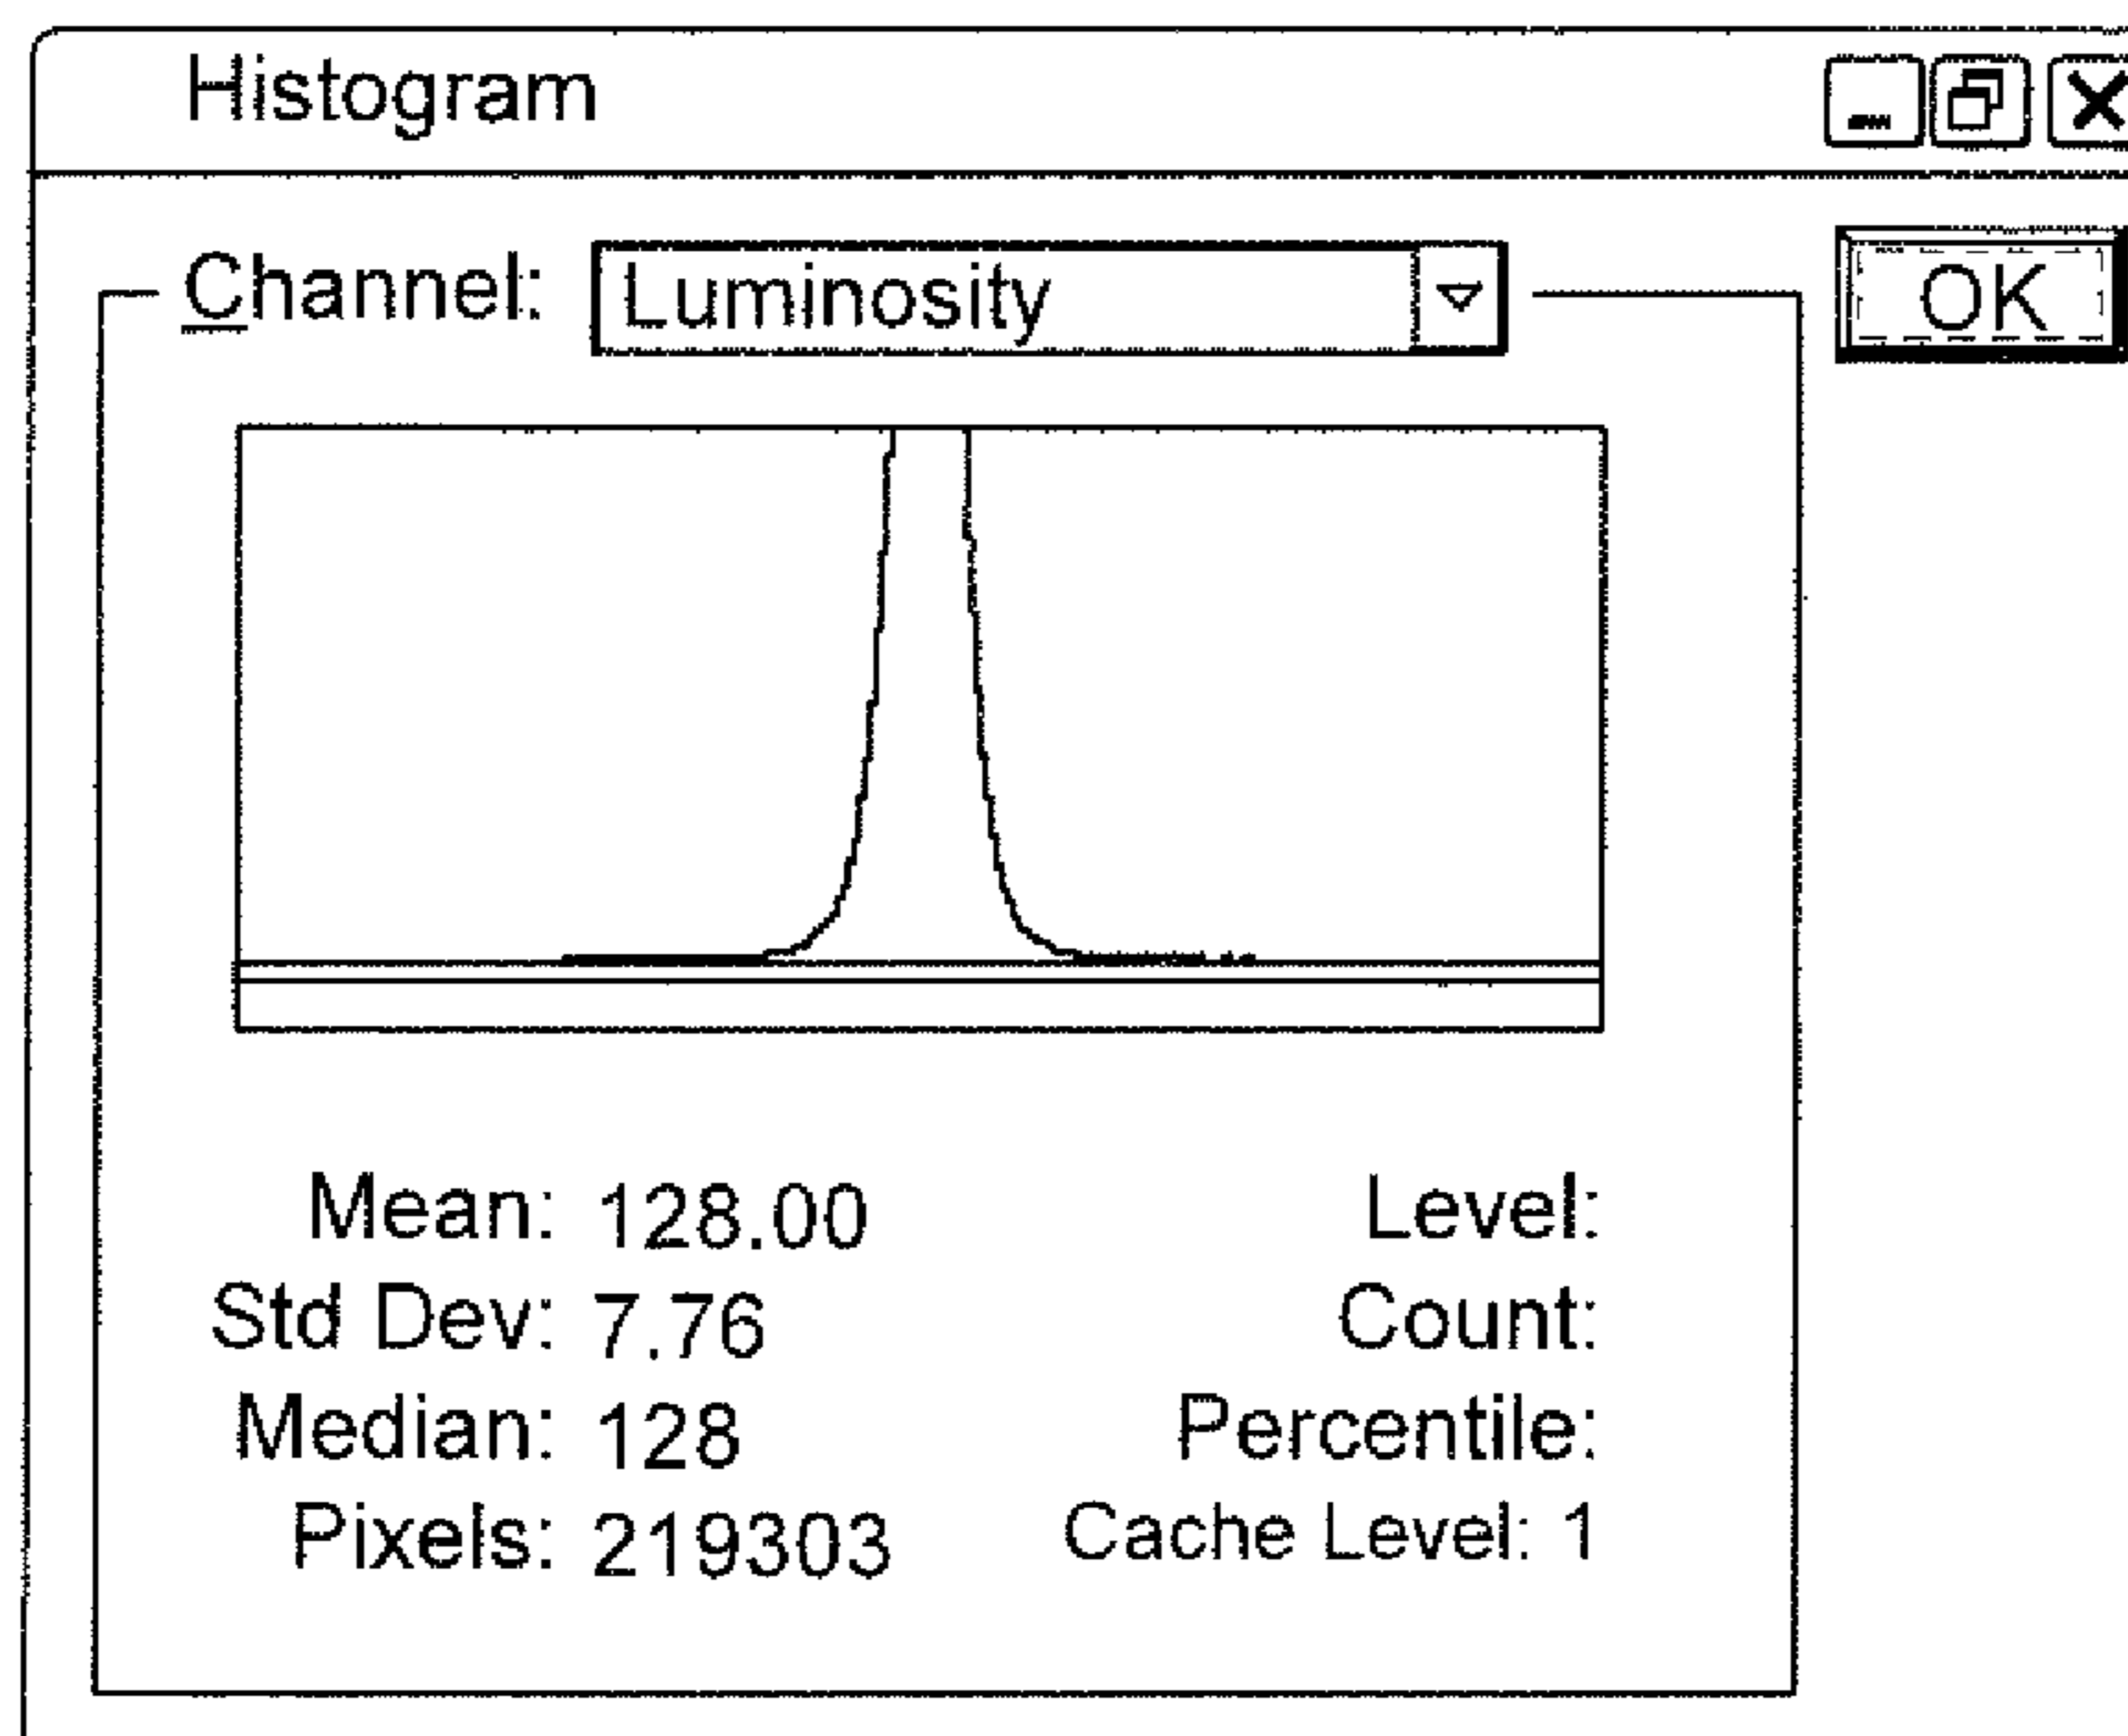 Histogram
Channel: Luminosity
OK
Mean: 128.00
Level:
Std Dev: 7.76
Count:
Median: 128
Percentile:
Pixels: 219303
Cache Level: 1